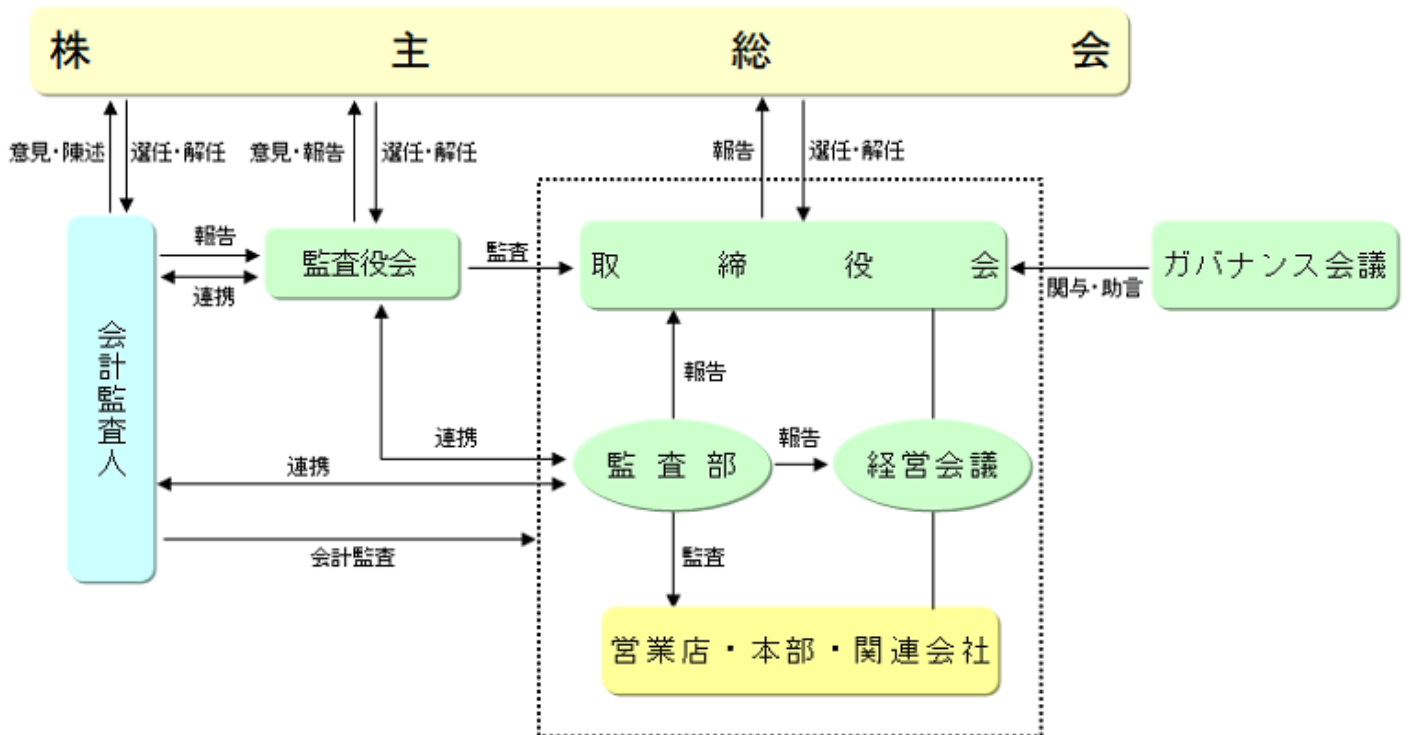 株主総会
意見・陳述
選任・解任
意見・報告
選任・解任
報告
選任・解任
報告
監査役会
監査
取締役会
ガバナンス会議
連携
関与・助言
会計監査人
報告
連携
報告
連携
監査部
経営会議
会計監査
監査
営業店・本部・関連会社